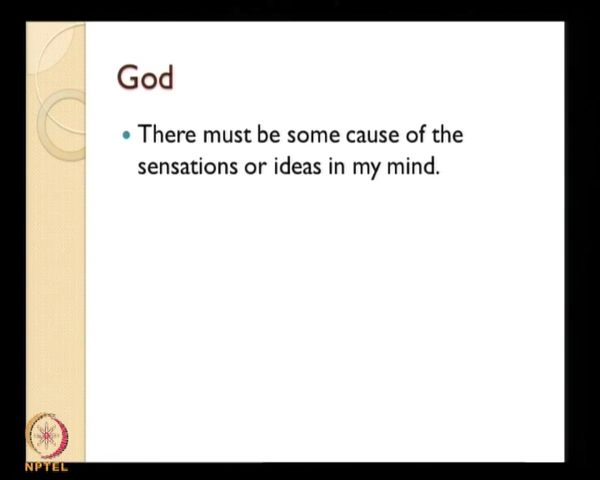 God
• There must be some cause of the
sensations or ideas in my mind.
NPTEL